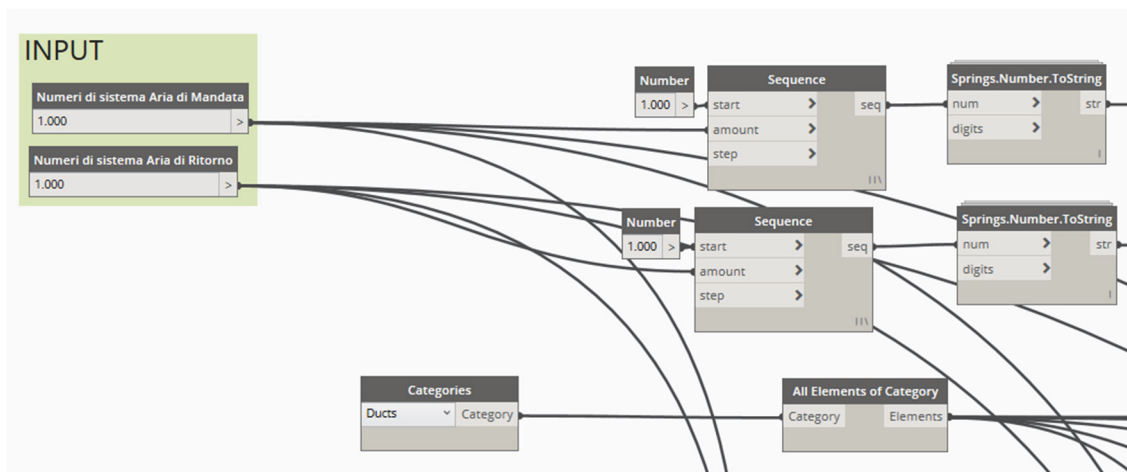 INPUT
Numeri di sistema Aria di Mandata
1.000 >
Numeri di sistema Aria di Ritorno
1.000 >
Number
1.000 >
Sequence
start > seq
amount >
step >
Springs.Number.ToString
num > str
digits >
Number
1.000 >
Sequence
start > seq
amount >
step >
Springs.Number.ToString
num > str
digits >
Categories
Ducts Category
All Elements of Category
Category Elements